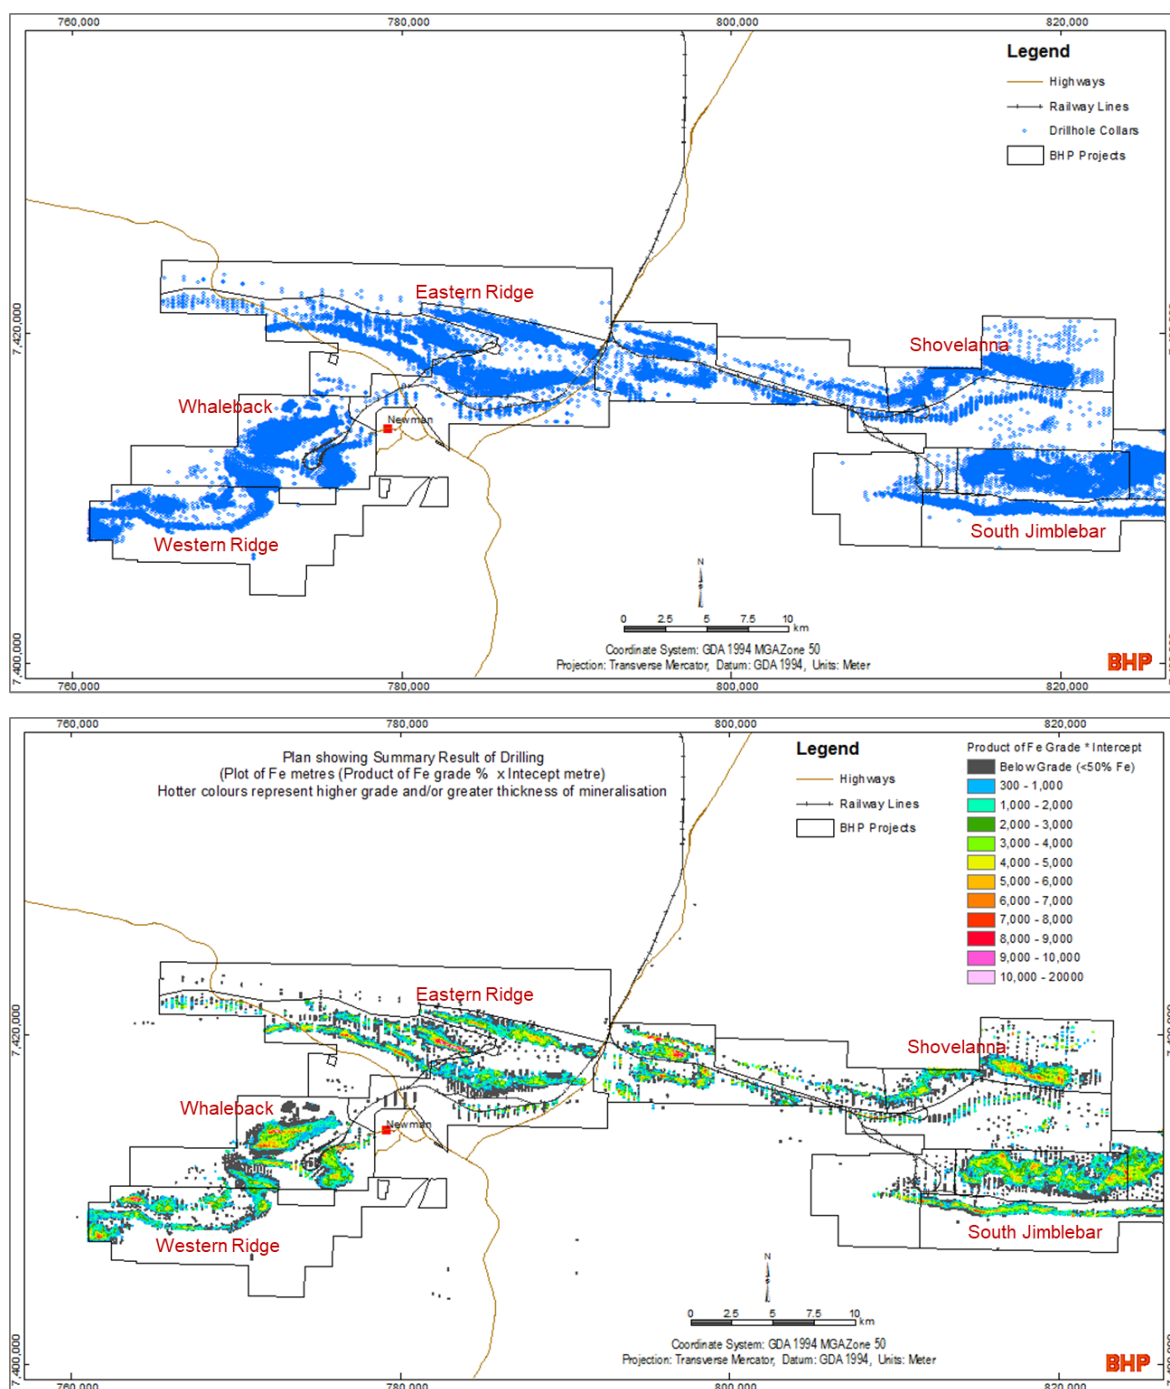 760,000
780,000
800,000
820,000
Legend
Highways
Railway Lines
Drillhole Collars
BHP Projects
7,420,000
Eastern Ridge
Shovelanna
Whaleback
Newman
Western Ridge
South Jimblebar
N
0 2.5 5 7.5 10
km
Coordinate System: GDA 1994 MGAZone 50
Projection: Transverse Mercator, Datum: GDA 1994, Units: Meter
BHP
7,400,000
760,000
780,000
800,000
820,000
760,000
780,000
800,000
820,000
Plan showing Summary Result of Drilling
(Plot of Fe metres (Product of Fe grade % x Intecept metre)
Hotter colours represent higher grade and/or greater thickness of mineralisation
Legend
Highways
Railway Lines
BHP Projects
Product of Fe Grade * Intercept
Below Grade (<50% Fe)
300 - 1,000
1,000 - 2,000
2,000 - 3,000
3,000 - 4,000
4,000 - 5,000
5,000 - 6,000
6,000 - 7,000
7,000 - 8,000
8,000 - 9,000
9,000 - 10,000
10,000 - 20000
7,420,000
Eastern Ridge
Shovelanna
Whaleback
Newman
Western Ridge
South Jimblebar
N
0 2.5 5 7.5 10
km
Coordinate System: GDA 1994 MGAZone 50
Projection: Transverse Mercator, Datum: GDA 1994, Units: Meter
BHP
7,400,000
760,000
780,000
800,000
820,000